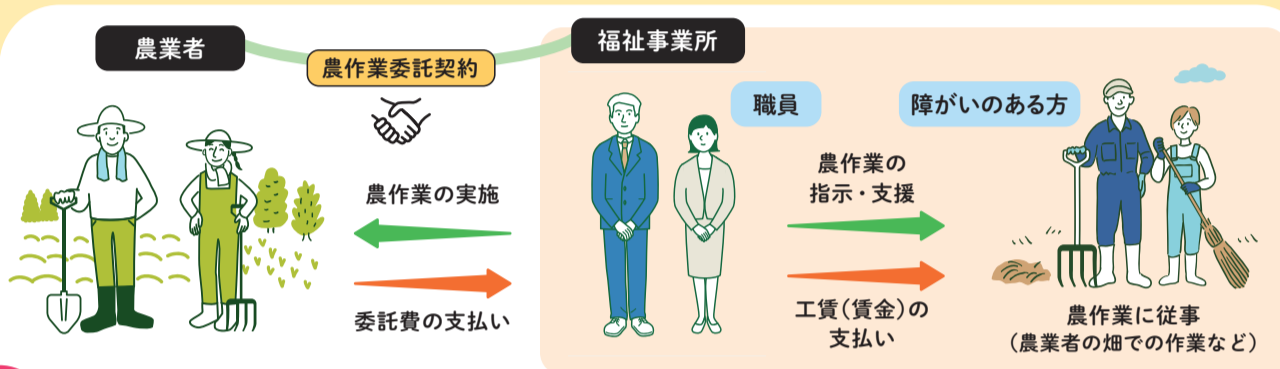 農業者
農作業委託契約
福祉事業所
職員
障がいのある方
農作業の実施
委託費の支払い
農作業の
指示・支援
工賃(賃金)の
支払い
農作業に従事
(農業者の畑での作業など)